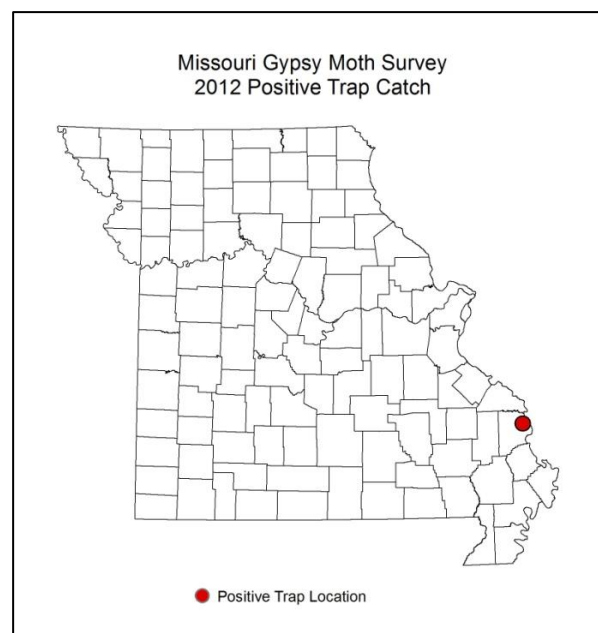 Missouri Gypsy Moth Survey
2012 Positive Trap Catch
Positive Trap Location